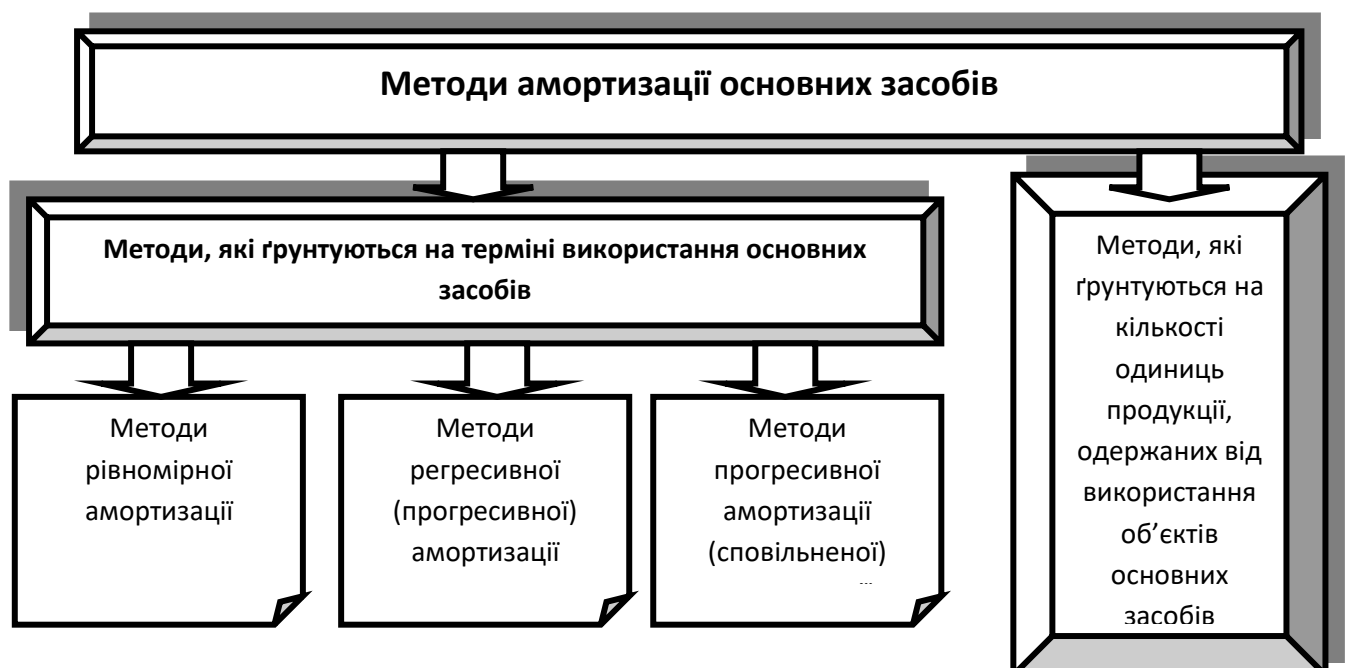 Методи амортизації основних засобів
Методи, які ґрунтуються на терміні використання основних
засобів
Методи
рівномірної
амортизації
Методи
регресивної
(прогресивної)
амортизації
Методи
прогресивної
амортизації
(сповільненої)
Методи, які
ґрунтуються на
кількості
одиниць
продукції,
одержаних від
використання
об’єктів
основних
засобів